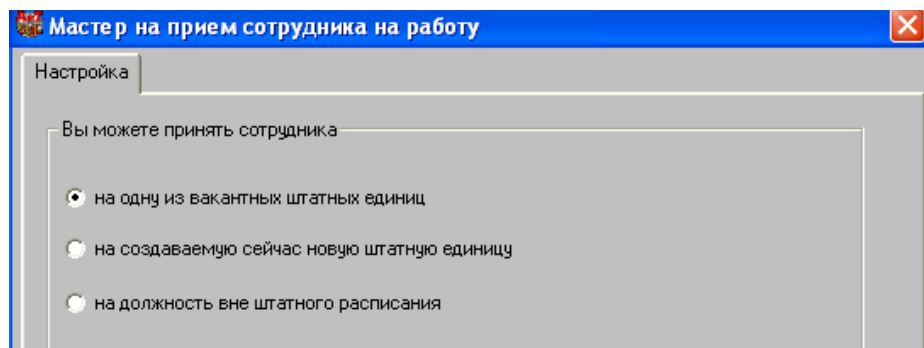 Мастер на прием сотрудника на работу
Настройка
Вы можете принять сотрудника
на одну из вакантных штатных единиц
на создаваемую сейчас новую штатную единицу
на должность вне штатного расписания